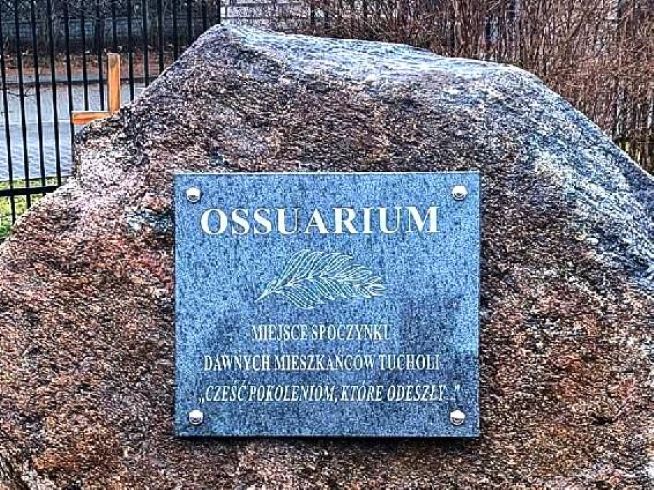 OSSUARIUM
MIEJSCE SPOCZYNKU
DAWNYCH MIESZKAŃCÓW TUCHOLI
„CZEŚĆ POKOLENIOM, KTÓRE ODESZŁY..."